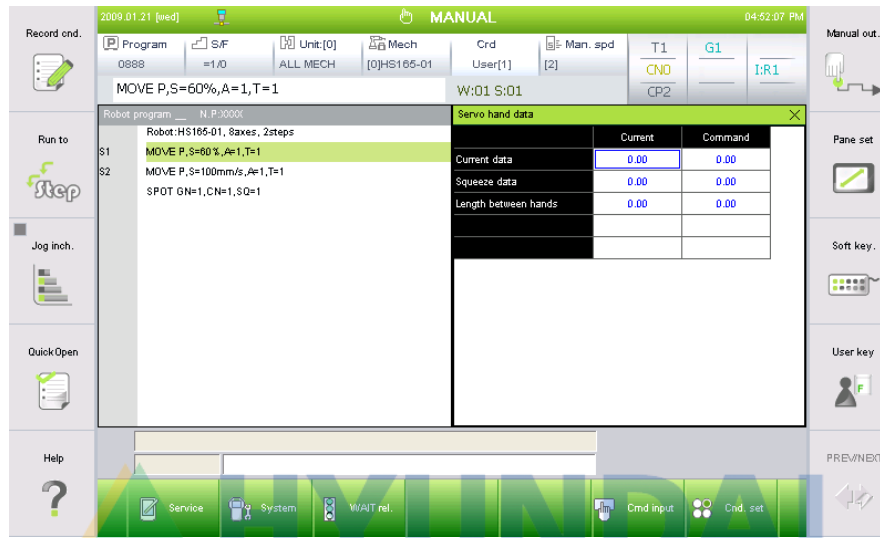 Record ond.
2009.01.21 [wed]
MANUAL
04:52:07 PM
Manual out.
P Program
S/F
Unit:[0]
Mech
Crd
Man. spd
T1
G1
0888
=1/0
ALL MECH
[0]HS165-01
User[1]
[2]
CN0
I:R1
MOVE P,S=60%,A=1,T=1
W:01 S:01
CP2
Robot program __ N.P:XXXX
Servo hand data
Robot:HS165-01, 8axes, 2steps
S1 MOVE P,S=60%,A=1,T=1
S2 MOVE P,S=100mm/s,A=1,T=1
SPOT GN=1,CN=1,SQ=1
Current Command
Current data 0.00 0.00
Squeeze data 0.00 0.00
Length between hands 0.00 0.00
Run to
Step
Jog inch.
QuickOpen
Help
?
Pane set
Soft key.
User key
F
PREV/NEXT
Service
System
WAIT rel.
Cmd input
Cnd. set
HYUNDAI